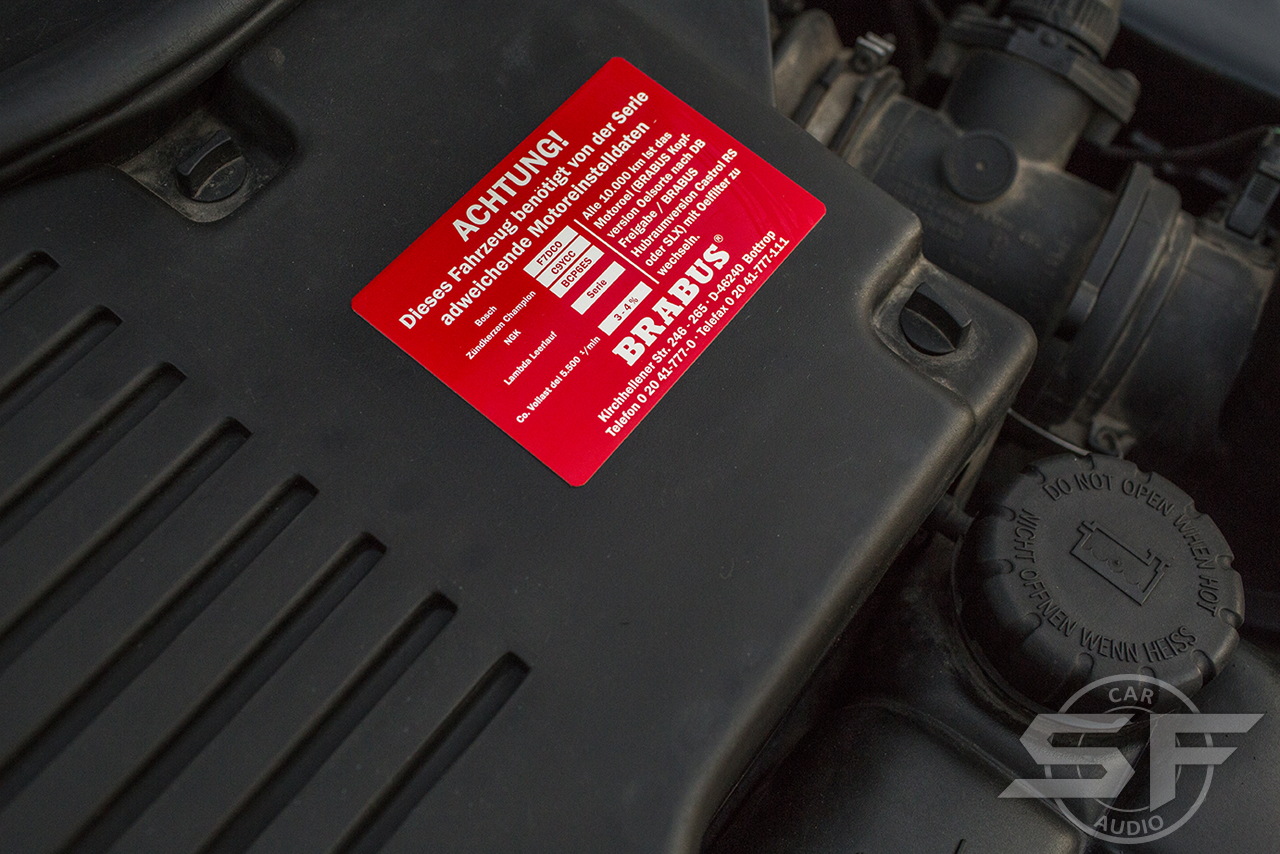 ACHTUNG!
Dieses Fahrzeug benötigt von der Serie
adweichende Motoreinstelldaten
Bosch F7DC0
Zündkerzen Champion C9YCC
NGK BCP6ES
Lambda Leerlauf Serie
Co. Vollast del 5.500 ¹/min 3-4 %
Alle 10.000 km ist das
Motoroel (BRABUS Kopf-
version Oelsorte nach DB
Freigabe / BRABUS
Hubraumversion Castrol RS
oder SLX) mit Oelfilter zu
wechseln.
BRABUS®
Kirchhellener Str. 246 - 265 · D-46240 Bottrop
Telefon 0 20 41-777-0 · Telefax 0 20 41-777-111
DO NOT OPEN WHEN HOT
NICHT OFFNEN WENN HEISS
CAR
SF
AUDIO